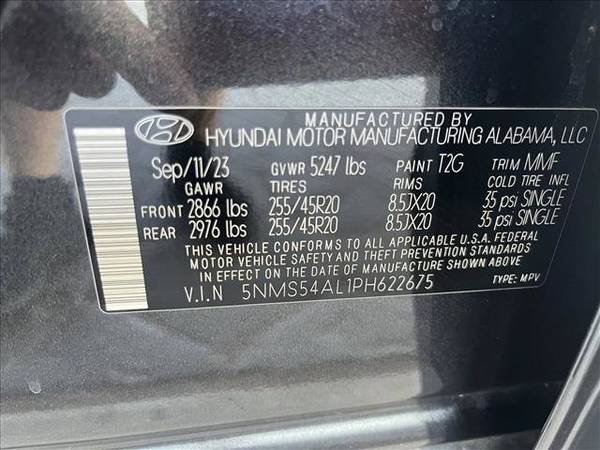 MANUFACTURED BY
HYUNDAI MOTOR MANUFACTURING ALABAMA, LLC
Sep/11/23 GVWR 5247 lbs PAINT T2G TRIM MMF
GAWR TIRES RIMS COLD TIRE INFL
FRONT 2866 lbs 255/45R20 8.5JX20 35 psi SINGLE
REAR 2976 lbs 255/45R20 8.5JX20 35 psi SINGLE
THIS VEHICLE CONFORMS TO ALL APPLICABLE U.S.A. FEDERAL
MOTOR VEHICLE SAFETY AND THEFT PREVENTION STANDARDS
IN EFFECT ON THE DATE OF MANUFACTURE SHOWN ABOVE
V.I.N 5NMS54AL1PH622675 TYPE: MPV